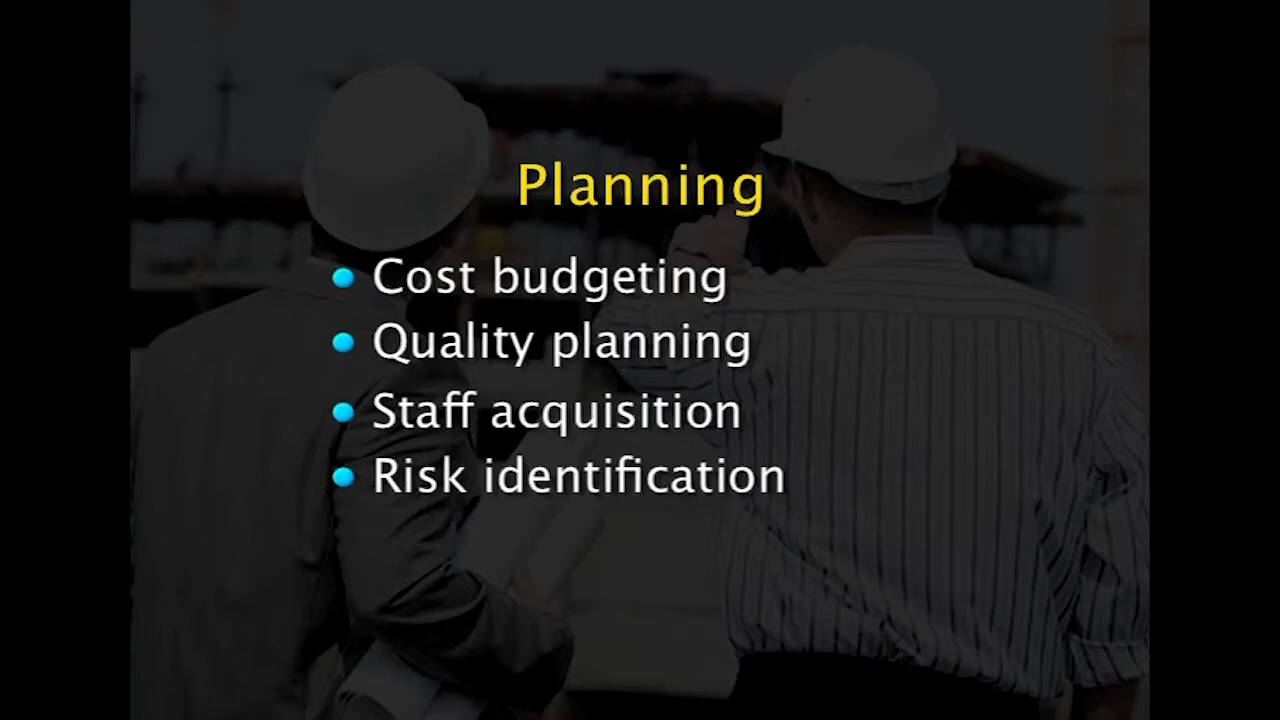 Planning
Cost budgeting
Quality planning
Staff acquisition
Risk identification